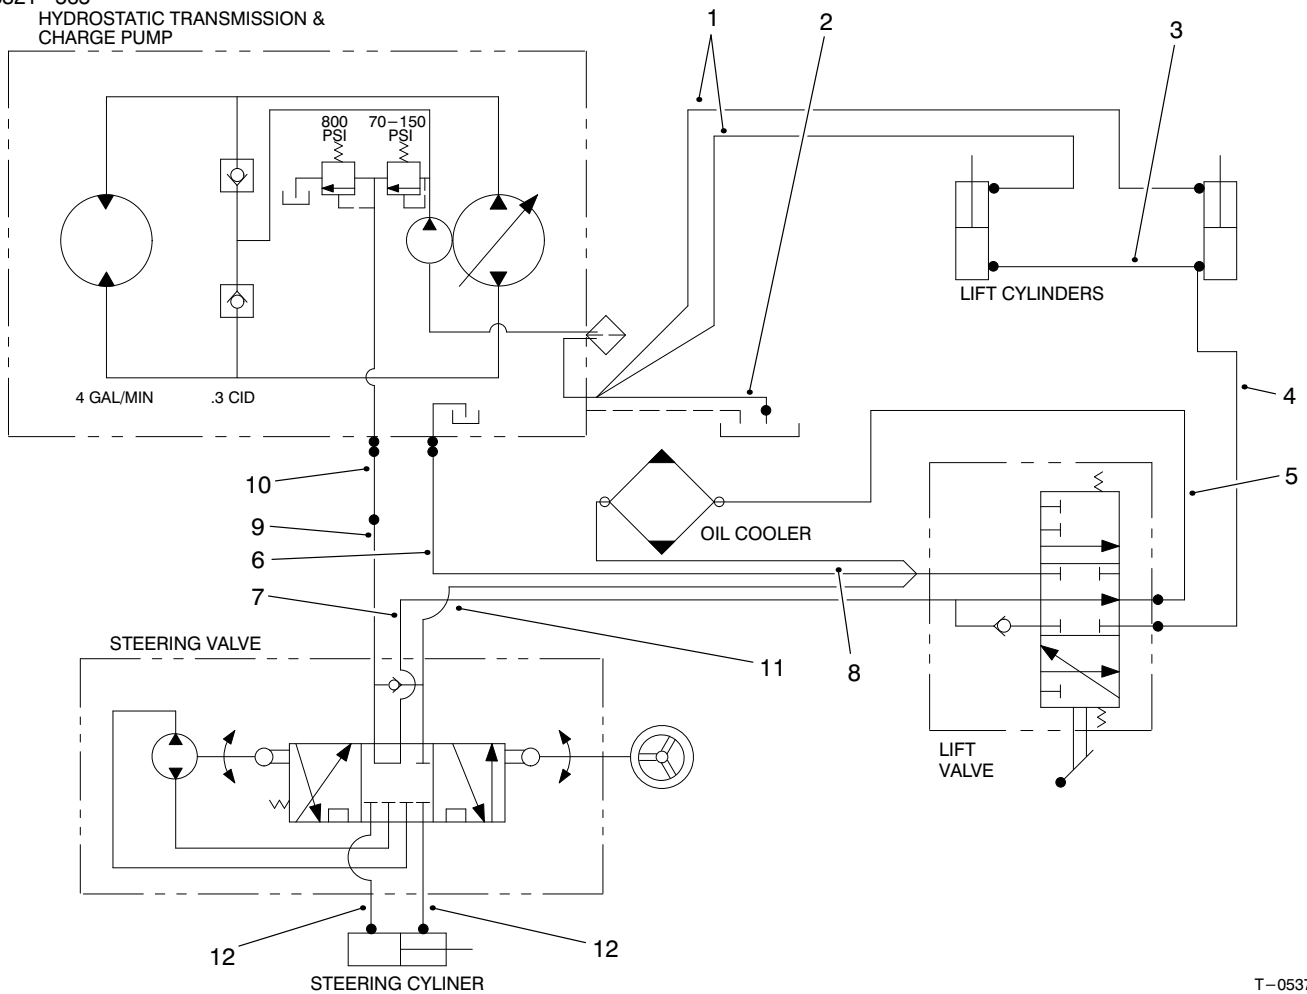 HYDROSTATIC TRANSMISSION &
CHARGE PUMP
1
2
3
800
PSI
70-150
PSI
LIFT CYLINDERS
4 GAL/MIN
.3 CID
4
5
10
9
OIL COOLER
6
7
11
8
STEERING VALVE
LIFT
VALVE
12
12
STEERING CYLINER
T-0537